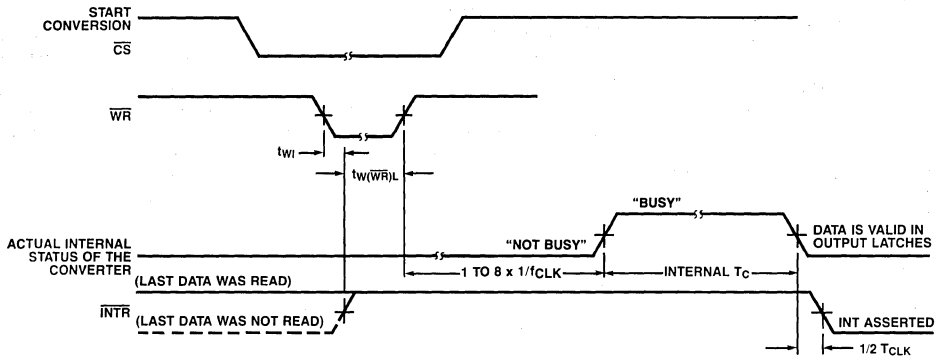 START
CONVERSION
CS
WR
tWI
tW(WR)L
"BUSY"
ACTUAL INTERNAL
STATUS OF THE
CONVERTER
"NOT BUSY"
DATA IS VALID IN
OUTPUT LATCHES
1 TO 8 x 1/fCLK
INTERNAL TC
(LAST DATA WAS READ)
INTR
(LAST DATA WAS NOT READ)
INT ASSERTED
1/2 TCLK